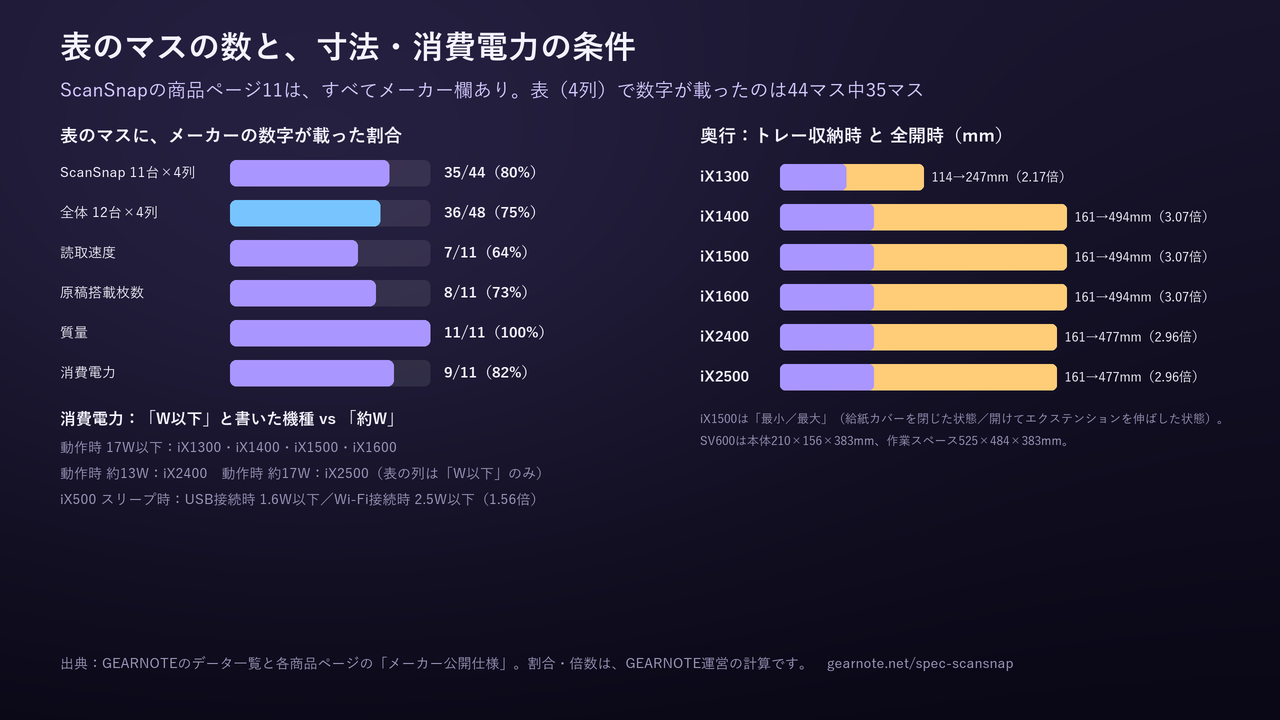 表のマスの数と、寸法・消費電力の条件
ScanSnapの商品ページ11は、すべてメーカー欄あり。表（4列）で数字が載ったのは44マス中35マス
表のマスに、メーカーの数字が載った割合
ScanSnap 11台×4列 35/44（80%）
全体 12台×4列 36/48（75%）
読取速度 7/11（64%）
原稿搭載枚数 8/11（73%）
質量 11/11（100%）
消費電力 9/11（82%）
消費電力：「W以下」と書いた機種 vs 「約W」
動作時 17W以下：iX1300・iX1400・iX1500・iX1600
動作時 約13W：iX2400　動作時 約17W：iX2500（表の列は「W以下」のみ）
iX500 スリープ時：USB接続時 1.6W以下／Wi-Fi接続時 2.5W以下（1.56倍）
奥行：トレー収納時 と 全開時（mm）
iX1300 114→247mm（2.17倍）
iX1400 161→494mm（3.07倍）
iX1500 161→494mm（3.07倍）
iX1600 161→494mm（3.07倍）
iX2400 161→477mm（2.96倍）
iX2500 161→477mm（2.96倍）
iX1500は「最小／最大」（給紙カバーを閉じた状態／開けてエクステンションを伸ばした状態）。
SV600は本体210×156×383mm、作業スペース525×484×383mm。
出典：GEARNOTEのデータ一覧と各商品ページの「メーカー公開仕様」。割合・倍数は、GEARNOTE運営の計算です。　gearnote.net/spec-scansnap